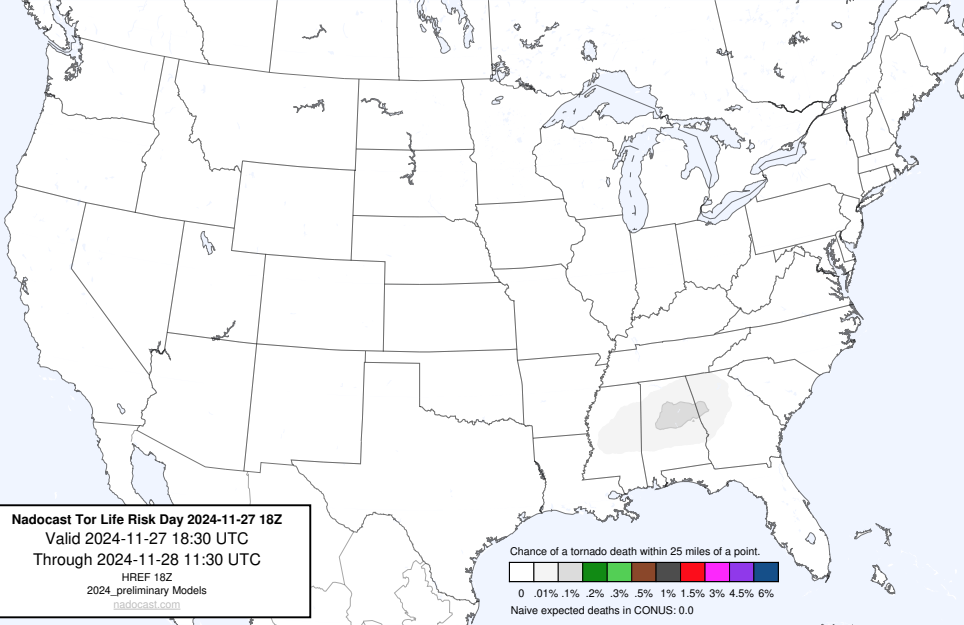 Nadocast Tor Life Risk Day 2024-11-27 18Z
Valid 2024-11-27 18:30 UTC
Through 2024-11-28 11:30 UTC
HREF 18Z
2024_preliminary Models
nadocast.com
Chance of a tornado death within 25 miles of a point.
0 .01% .1% .2% .3% .5% 1% 1.5% 3% 4.5% 6%
Naive expected deaths in CONUS: 0.0